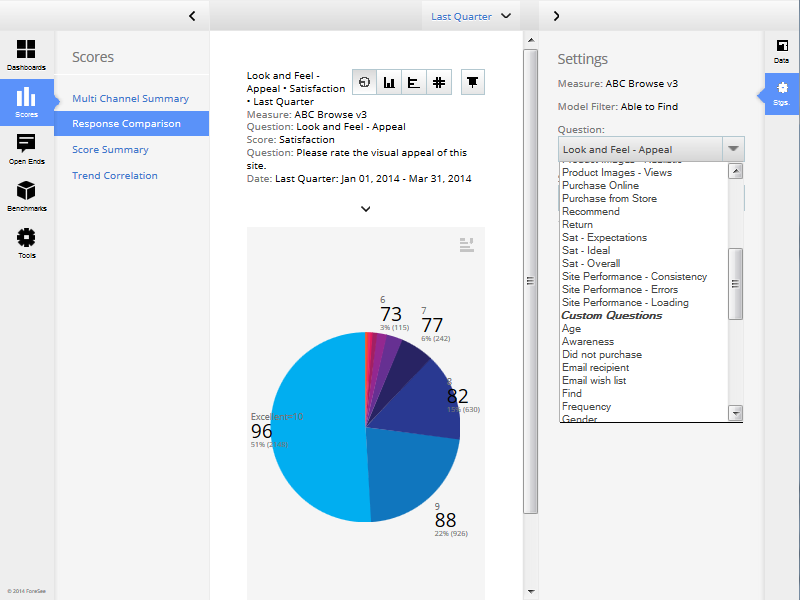 Last Quarter
Dashboards
Scores
Open Ends
Benchmarks
Tools
© 2014 ForeSee
Scores
Multi Channel Summary
Response Comparison
Score Summary
Trend Correlation
Look and Feel -
Appeal • Satisfaction
• Last Quarter
Measure: ABC Browse v3
Question: Look and Feel - Appeal
Score: Satisfaction
Question: Please rate the visual appeal of this
site.
Date: Last Quarter: Jan 01, 2014 - Mar 31, 2014
6
73
3% (115)
7
77
6% (242)
8
82
15% (630)
Excellent=10
96
51%
9
88
22% (926)
Settings
Measure: ABC Browse v3
Model Filter: Able to Find
Question:
Look and Feel - Appeal
Product Images - Realistic
Product Images - Views
Purchase Online
Purchase from Store
Recommend
Return
Sat - Expectations
Sat - Ideal
Sat - Overall
Site Performance - Consistency
Site Performance - Errors
Site Performance - Loading
Custom Questions
Age
Awareness
Did not purchase
Email recipient
Email wish list
Find
Frequency
Gender
Data
Stgs.